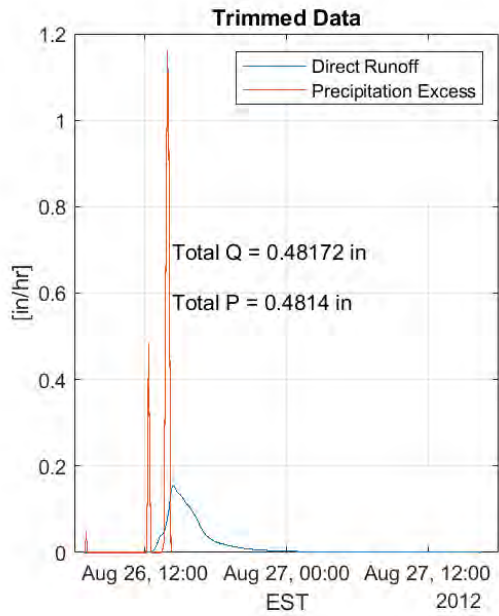 Trimmed Data
1.2
Direct Runoff
Precipitation Excess
1
0.8
Total Q = 0.48172 in
[in/hr]
0.6
Total P = 0.4814 in
0.4
0.2
0
Aug 26, 12:00 Aug 27, 00:00 Aug 27, 12:00
EST 2012